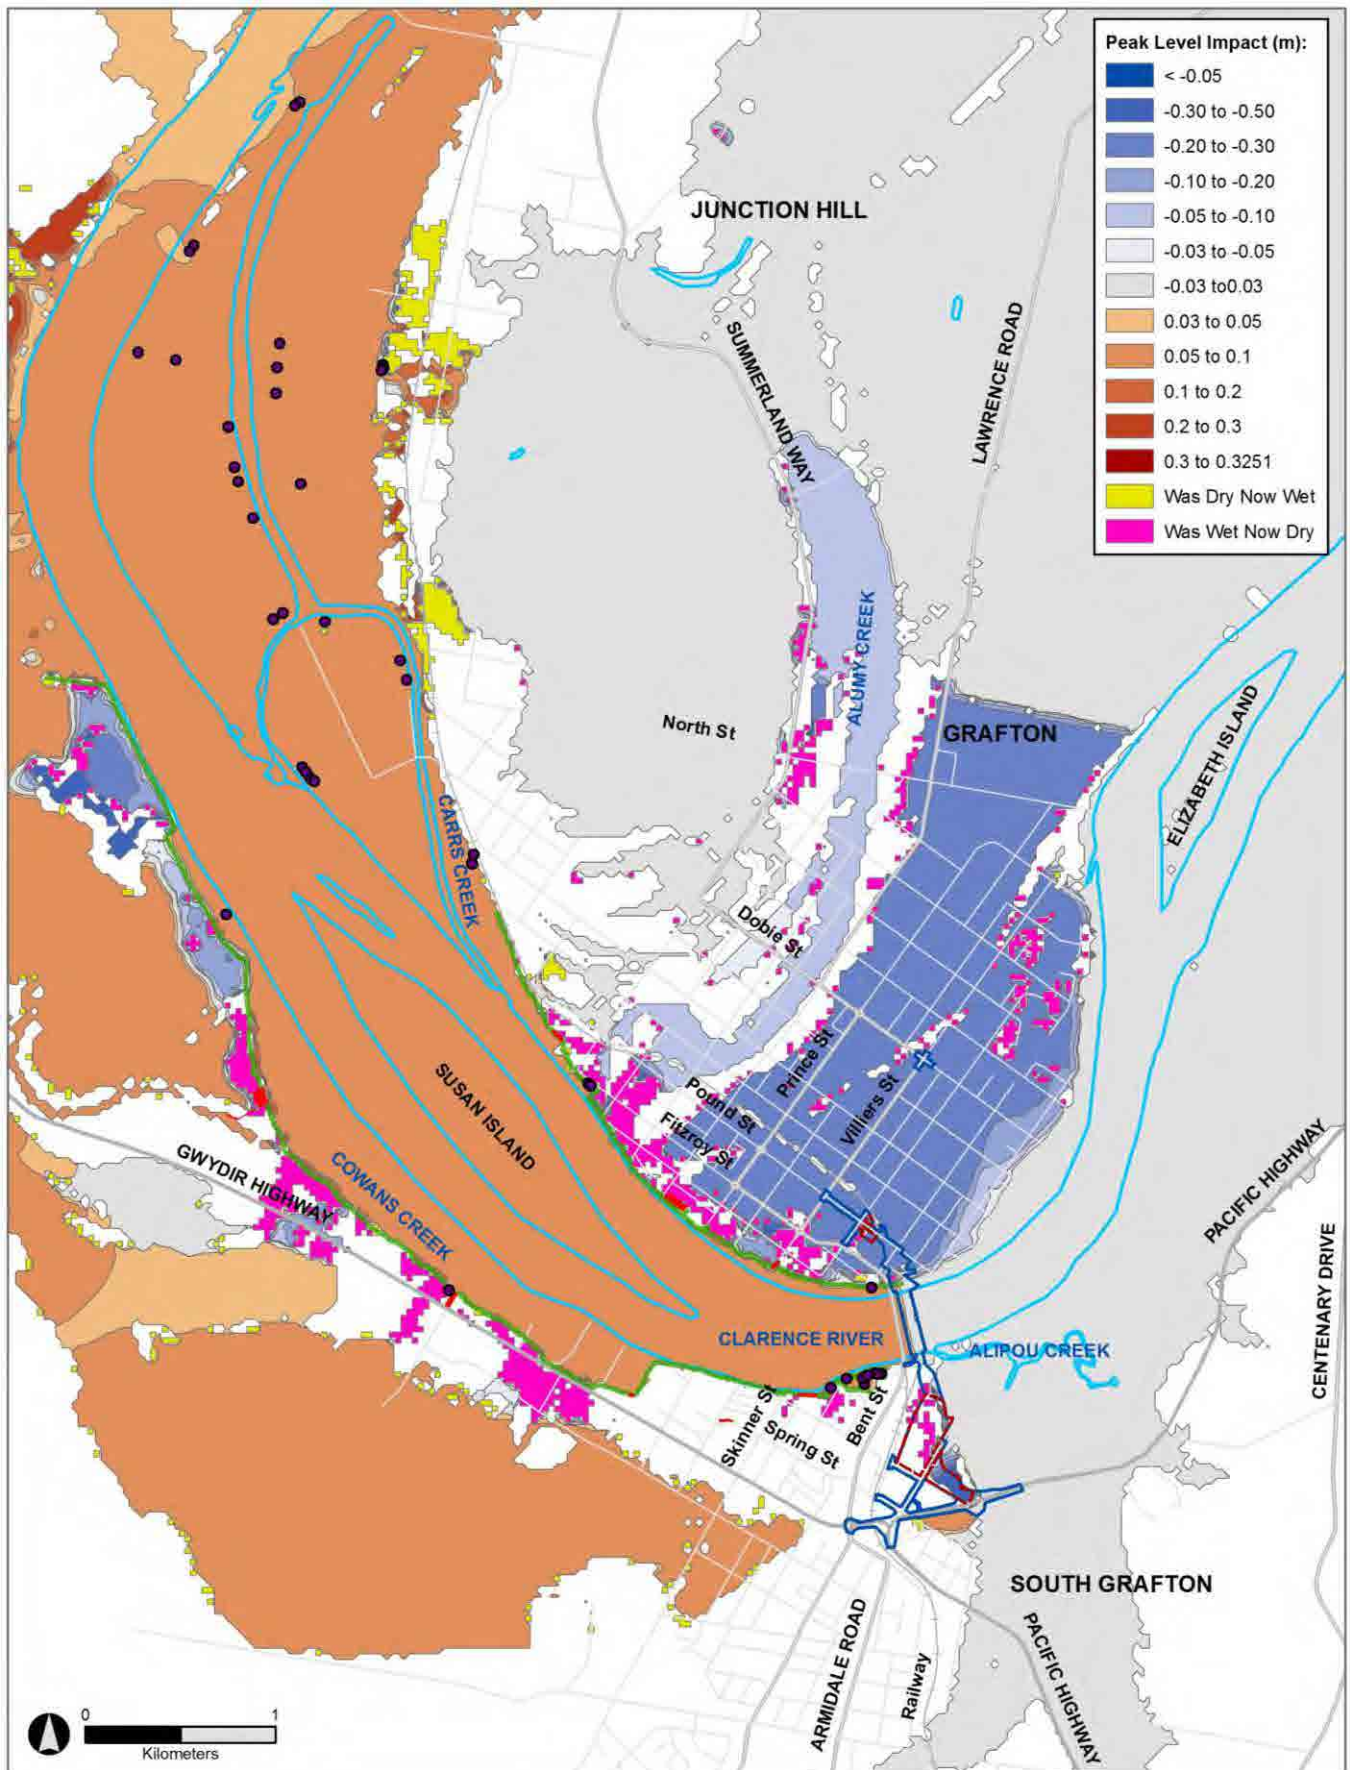 Peak Level Impact (m):
< -0.05
-0.30 to -0.50
-0.20 to -0.30
-0.10 to -0.20
-0.05 to -0.10
-0.03 to -0.05
-0.03 to0.03
0.03 to 0.05
0.05 to 0.1
0.1 to 0.2
0.2 to 0.3
0.3 to 0.3251
Was Dry Now Wet
Was Wet Now Dry
JUNCTION HILL
SUMMERLAND WAY
LAWRENCE ROAD
ALUMY CREEK
North St
GRAFTON
ELIZABETH ISLAND
CARRS CREEK
Dobie St
SUSAN ISLAND
Prince St
Pound St
Villiers St
Fitzroy St
GWYDIR HIGHWAY
COWANS CREEK
PACIFIC HIGHWAY
CENTENARY DRIVE
CLARENCE RIVER
ALIPOU CREEK
Skinner St
Spring St
Bent St
SOUTH GRAFTON
ARMIDALE ROAD
Railway
PACIFIC HIGHWAY
0 1
Kilometers